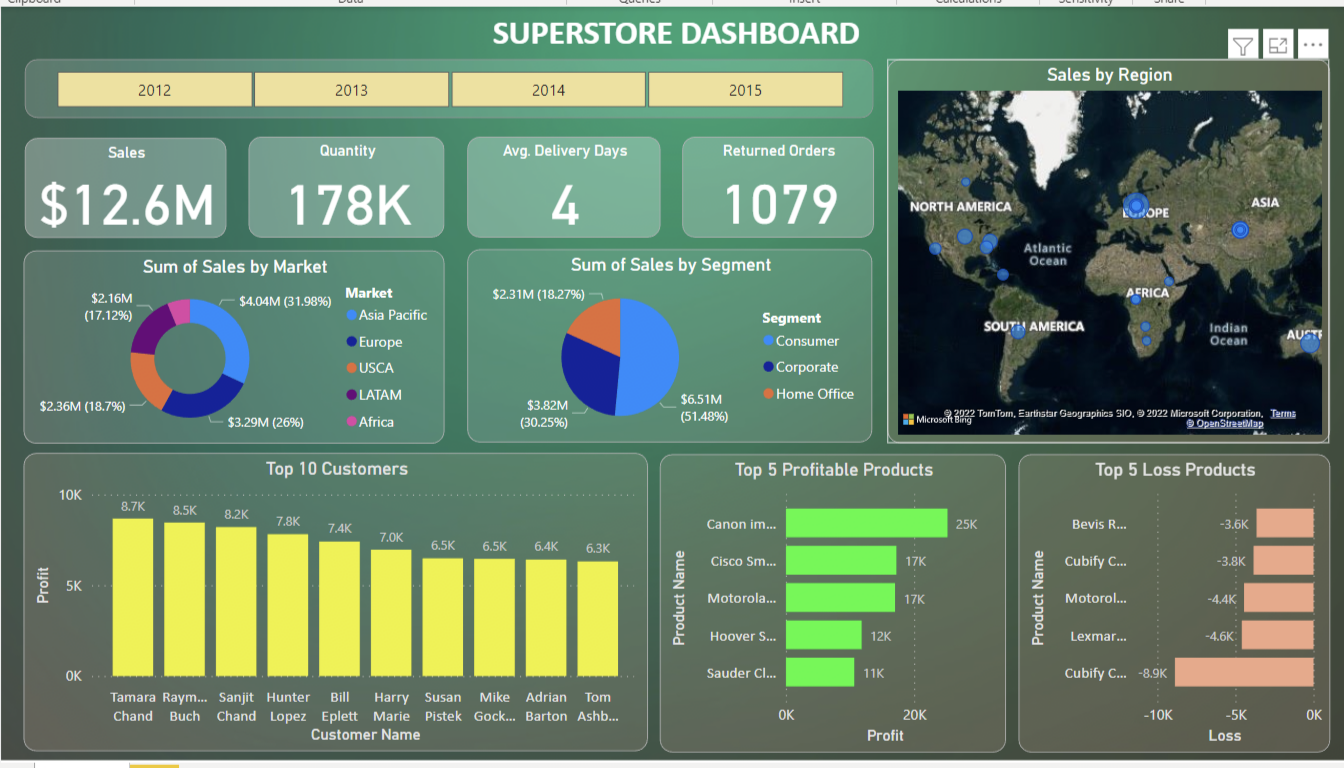 Clipboard
Data
Queries
Insert
Calculations
Sensitivity
Share
SUPERSTORE DASHBOARD
2012
2013
2014
2015
Sales
$12.6M
Quantity
178K
Avg. Delivery Days
4
Returned Orders
1079
Sales by Region
NORTH AMERICA
EUROPE
ASIA
Atlantic
Ocean
AFRICA
SOUTH AMERICA
Indian
Ocean
AUST
© 2022 TomTom, Earthstar Geographics SIO, © 2022 Microsoft Corporation, Terms
Microsoft Bing
© OpenStreetMap
Sum of Sales by Market
$2.16M
(17.12%)
$4.04M (31.98%)
$2.36M (18.7%)
$3.29M (26%)
Market
Asia Pacific
Europe
USCA
LATAM
Africa
Sum of Sales by Segment
$2.31M (18.27%)
$3.82M
(30.25%)
$6.51M
(51.48%)
Segment
Consumer
Corporate
Home Office
Top 10 Customers
Profit
10K
5K
0K
8.7K
8.5K
8.2K
7.8K
7.4K
7.0K
6.5K
6.5K
6.4K
6.3K
Tamara Chand
Raym... Buch
Sanjit Chand
Hunter Lopez
Bill Eplett
Harry Marie
Susan Pistek
Mike Gock...
Adrian Barton
Tom Ashb...
Customer Name
Top 5 Profitable Products
Product Name
Canon im... 25K
Cisco Sm... 17K
Motorola... 17K
Hoover S... 12K
Sauder Cl... 11K
0K 20K
Profit
Top 5 Loss Products
Product Name
Bevis R... -3.6K
Cubify C... -3.8K
Motorol... -4.4K
Lexmar... -4.6K
Cubify C... -8.9K
-10K -5K 0K
Loss